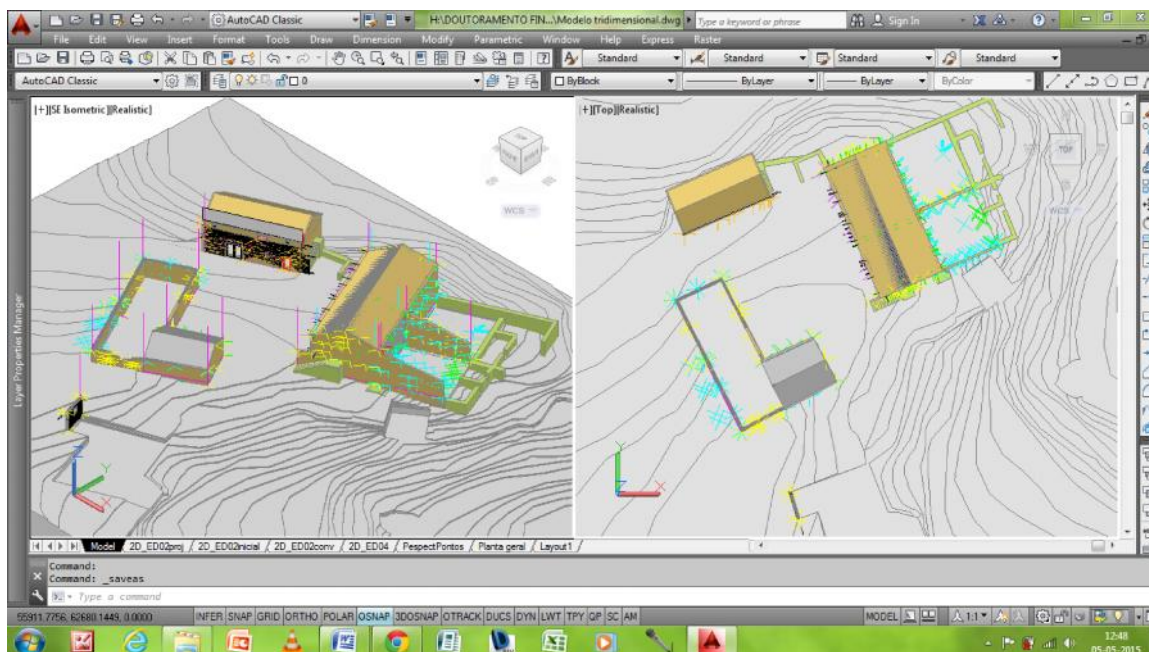 AutoCAD Classic H:\DOUTORAMENTO FIN...\Modelo tridimensional.dwg Type a keyword or phrase Sign In
File Edit View Insert Format Tools Draw Dimension Modify Parametric Window Help Express Raster
Standard Standard Standard Standard
AutoCAD Classic 0 ByBlock ByLayer ByLayer ByColor
[+][SE Isometric][Realistic] [+][Top][Realistic]
TOP
TOP
WCS
WCS
Layer Properties Manager
Z Y X
Y Z X
Model 2D_ED02proj 2D_ED02inicial 2D_ED02conv 2D_ED04 PespectPontos Planta geral Layout1
Command:
Command: _saveas
Type a command
55911.7756, 62680.1449, 0.0000 INFER SNAP GRID ORTHO POLAR OSNAP 3DOSNAP OTRACK DUCS DYN LWT TPY QP SC AM MODEL 1:1
12:48
05-05-2015